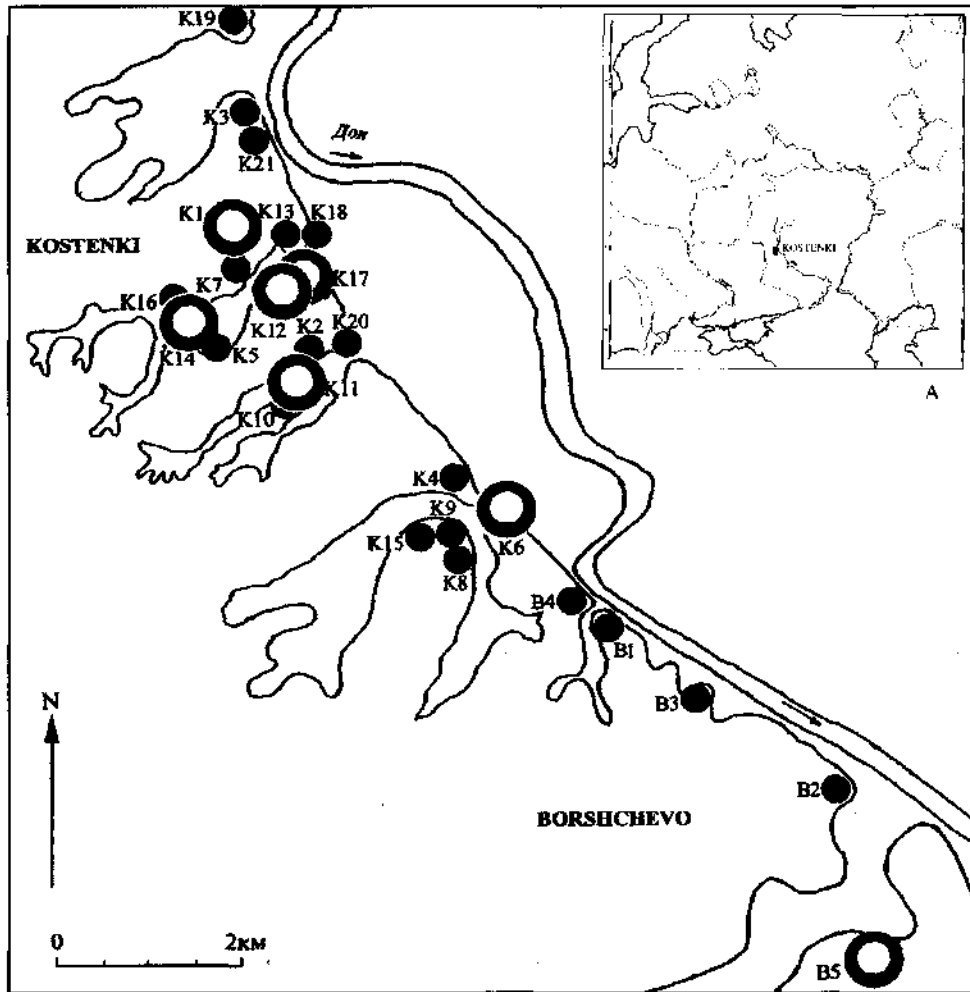 K19
K3
Дон
K21
K1
K13
K18
KOSTENKI
KOSTENKI
K7
K17
K16
K12
K2
K20
K14
K5
K11
K10
A
K4
K9
K15
K6
K8
B4
B1
N
B3
B2
BORSHCHEVO
0
2км
B5